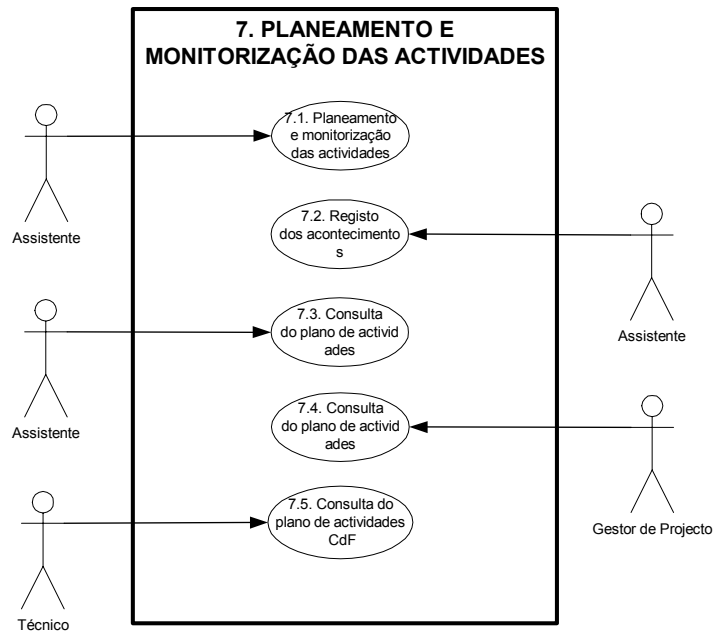 7. PLANEAMENTO E
MONITORIZAÇÃO DAS ACTIVIDADES
7.1. Planeamento
e monitorização
das actividades
Assistente
7.2. Registo
dos acontecimento
s
Assistente
7.3. Consulta
do plano de activid
ades
Assistente
7.4. Consulta
do plano de activid
ades
Gestor de Projecto
7.5. Consulta do
plano de actividades
CdF
Técnico